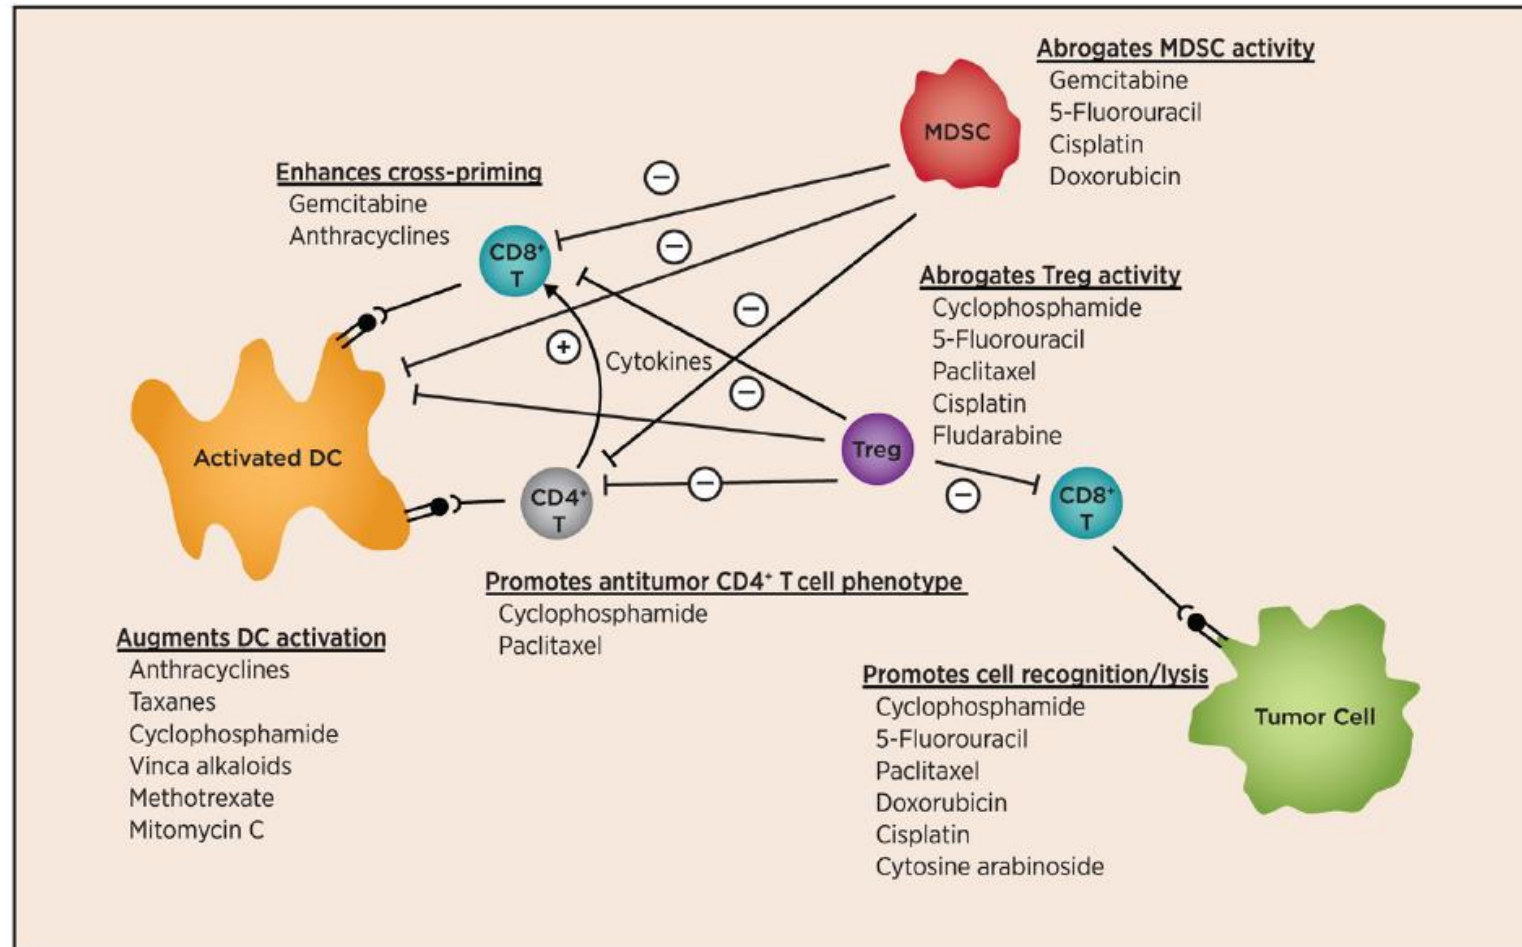 Abrogates MDSC activity
Gemcitabine
5-Fluorouracil
Cisplatin
Doxorubicin
MDSC
Enhances cross-priming
Gemcitabine
Anthracyclines
−
−
CD8⁺
T
Abrogates Treg activity
Cyclophosphamide
5-Fluorouracil
Paclitaxel
Cisplatin
Fludarabine
−
+
Cytokines
−
Activated DC
Treg
CD4⁺
T
−
−
CD8⁺
T
Promotes antitumor CD4⁺ T cell phenotype
Cyclophosphamide
Paclitaxel
Augments DC activation
Anthracyclines
Taxanes
Cyclophosphamide
Vinca alkaloids
Methotrexate
Mitomycin C
Promotes cell recognition/lysis
Cyclophosphamide
5-Fluorouracil
Paclitaxel
Doxorubicin
Cisplatin
Cytosine arabinoside
Tumor Cell